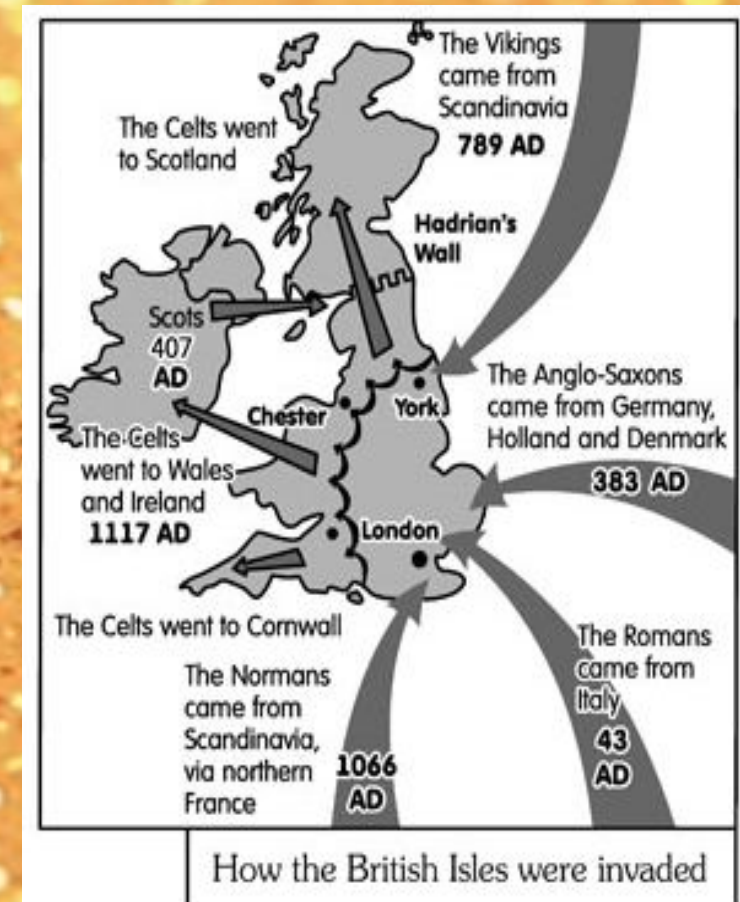 The Vikings
came from
Scandinavia
789 AD
The Celts went
to Scotland
Hadrian's
Wall
Scots
407
AD
Chester
York
The Anglo-Saxons
came from Germany,
Holland and Denmark
383 AD
The Celts
went to Wales
and Ireland
1117 AD
London
The Celts went to Cornwall
The Romans
came from
Italy
43
AD
The Normans
came from
Scandinavia,
via northern
France
1066
AD
How the British Isles were invaded